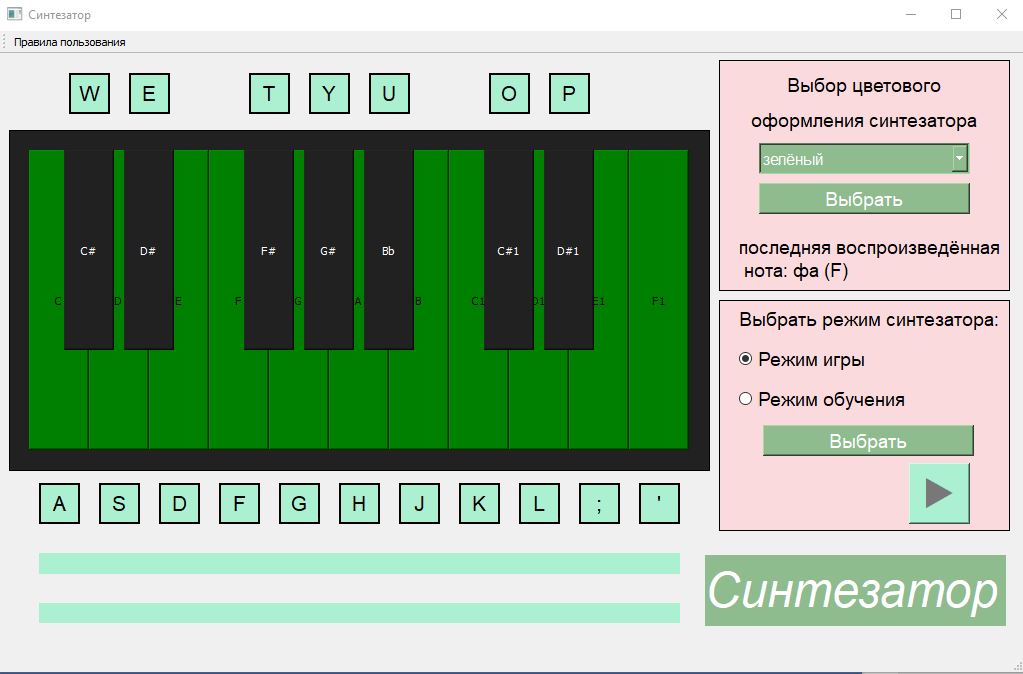 Синтезатор
Правила пользования
W E T Y U O P
C# D# F# G# Bb C#1 D#1
C D E F G A B C1 D1 E1 F1
A S D F G H J K L ; '
Выбор цветового
оформления синтезатора
зелёный
Выбрать
последняя воспроизведённая
нота: фа (F)
Выбрать режим синтезатора:
Режим игры
Режим обучения
Выбрать
Синтезатор